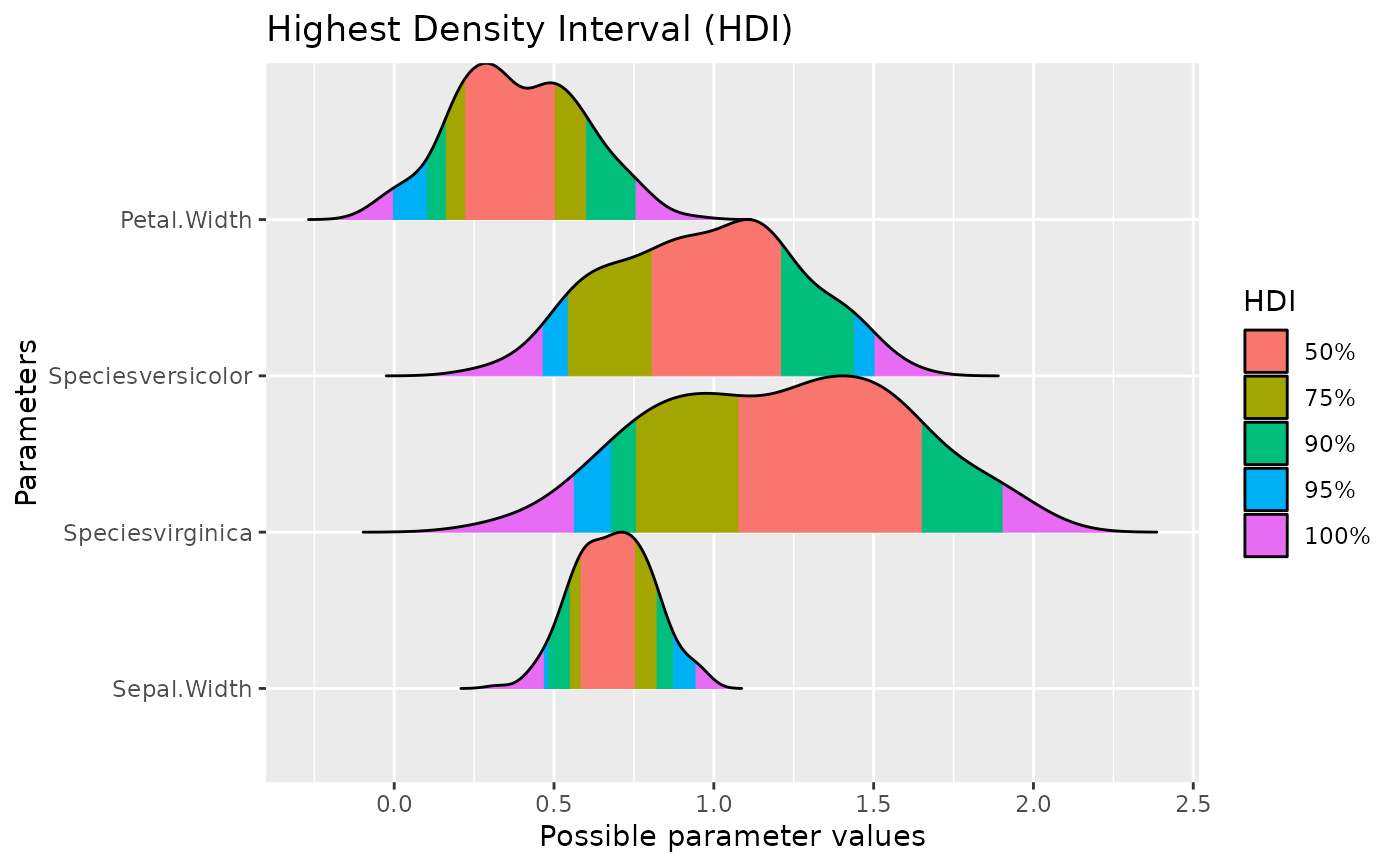 Highest Density Interval (HDI)
Parameters
Petal.Width
Speciesversicolor
Speciesvirginica
Sepal.Width
0.0 0.5 1.0 1.5 2.0 2.5
Possible parameter values
HDI
50%
75%
90%
95%
100%